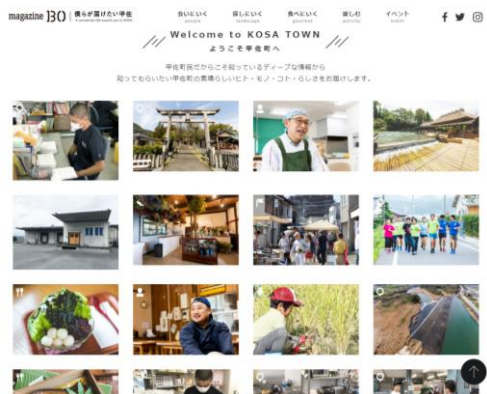 magazine 130 僕らが届けたい甲佐
会いにいく 探しにいく 食べにいく 楽しむ イベント
people landscape gourmet activity event
Welcome to KOSA TOWN
ようこそ甲佐町へ
甲佐町民だからこそ知っているディープな情報から
知ってもらいたい甲佐町の素晴らしいヒト・モノ・コト・らしさをお届けします。